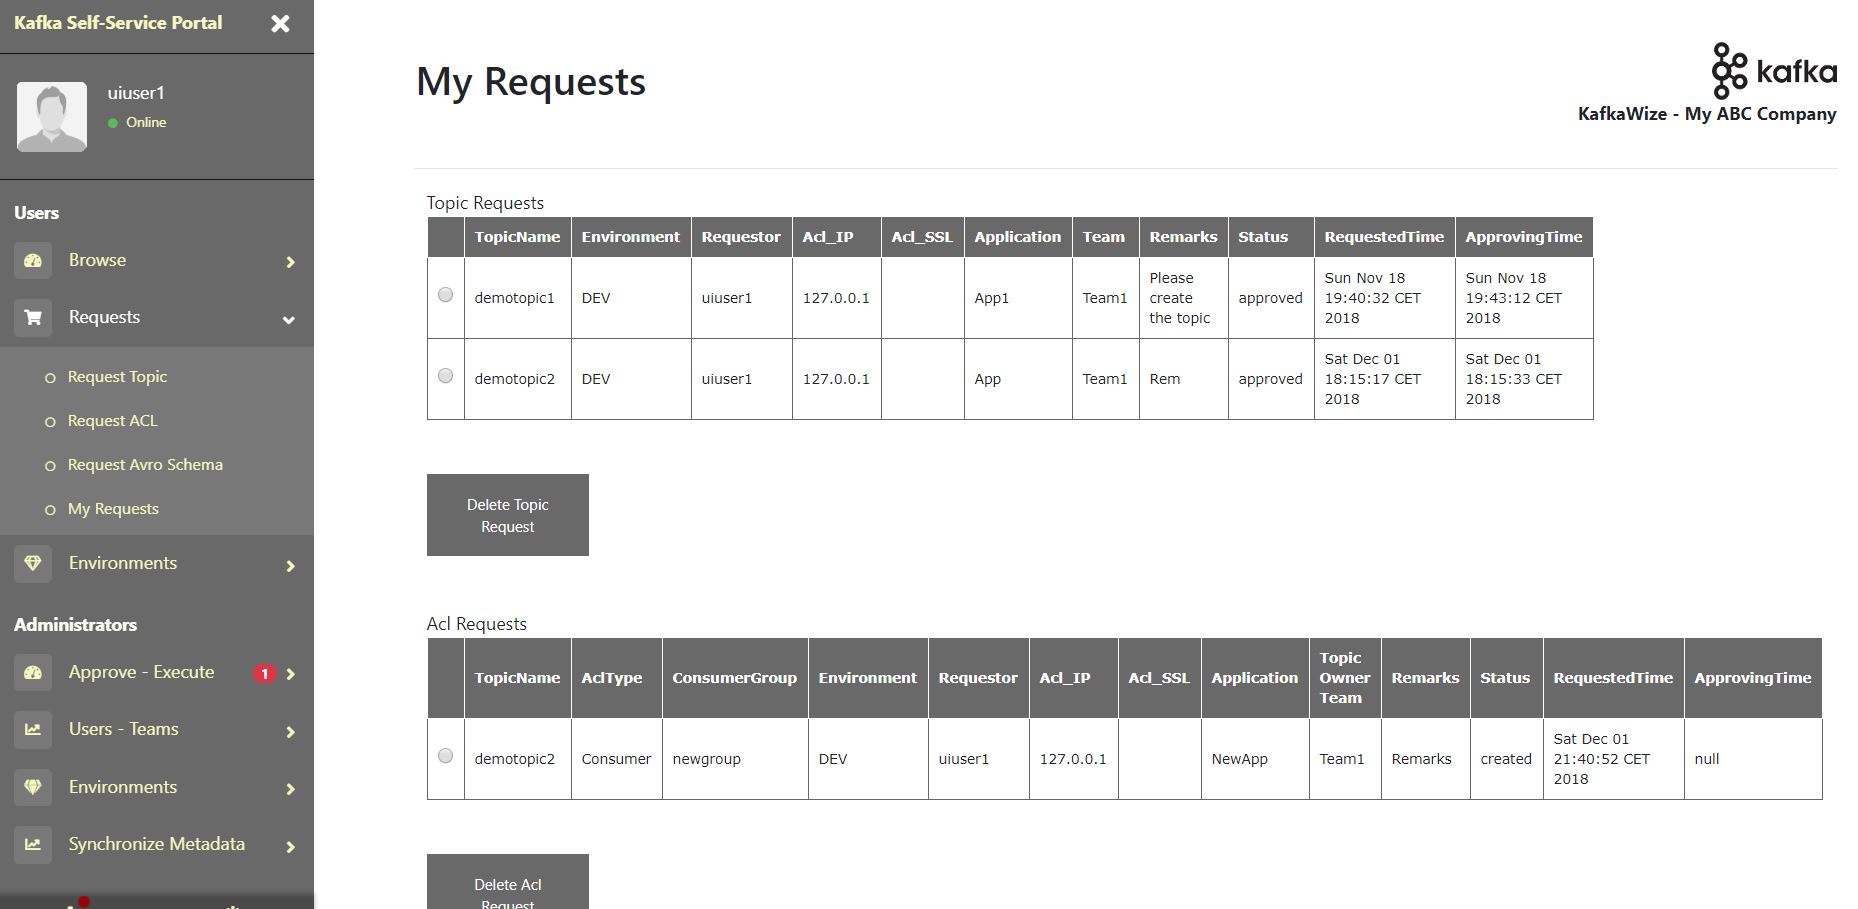 Kafka Self-Service Portal
uiuser1
Online
Users
Browse
Requests
Request Topic
Request ACL
Request Avro Schema
My Requests
Environments
Administrators
Approve - Execute 1
Users - Teams
Environments
Synchronize Metadata
My Requests
kafka
KafkaWize - My ABC Company
Topic Requests
TopicName Environment Requestor Acl_IP Acl_SSL Application Team Remarks Status RequestedTime ApprovingTime
demotopic1 DEV uiuser1 127.0.0.1 App1 Team1 Please create the topic approved Sun Nov 18 19:40:32 CET 2018 Sun Nov 18 19:43:12 CET 2018
demotopic2 DEV uiuser1 127.0.0.1 App Team1 Rem approved Sat Dec 01 18:15:17 CET 2018 Sat Dec 01 18:15:33 CET 2018
Delete Topic
Request
Acl Requests
TopicName AclType ConsumerGroup Environment Requestor Acl_IP Acl_SSL Application Topic Owner Team Remarks Status RequestedTime ApprovingTime
demotopic2 Consumer newgroup DEV uiuser1 127.0.0.1 NewApp Team1 Remarks created Sat Dec 01 21:40:52 CET 2018 null
Delete Acl
Request